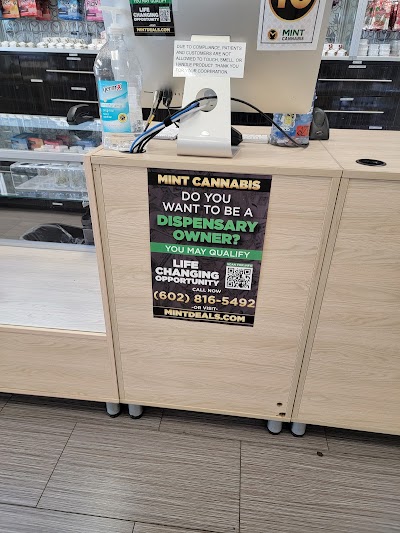 LIFE
CHANGING
OPPORTUNITY
MINTDEALS.COM
MINT
CANNABIS
DUE TO COMPLIANCE, PATIENTS
AND CUSTOMERS ARE NOT
ALLOWED TO TOUCH, SMELL, OR
HANDLE PRODUCT. THANK YOU
FOR YOUR COOPERATION.
MINT CANNABIS
DO YOU
WANT TO BE A
DISPENSARY
OWNER?
YOU MAY QUALIFY
LIFE
CHANGING
OPPORTUNITY
CALL NOW
(602) 816-5492
-OR VISIT-
MINTDEALS.COM